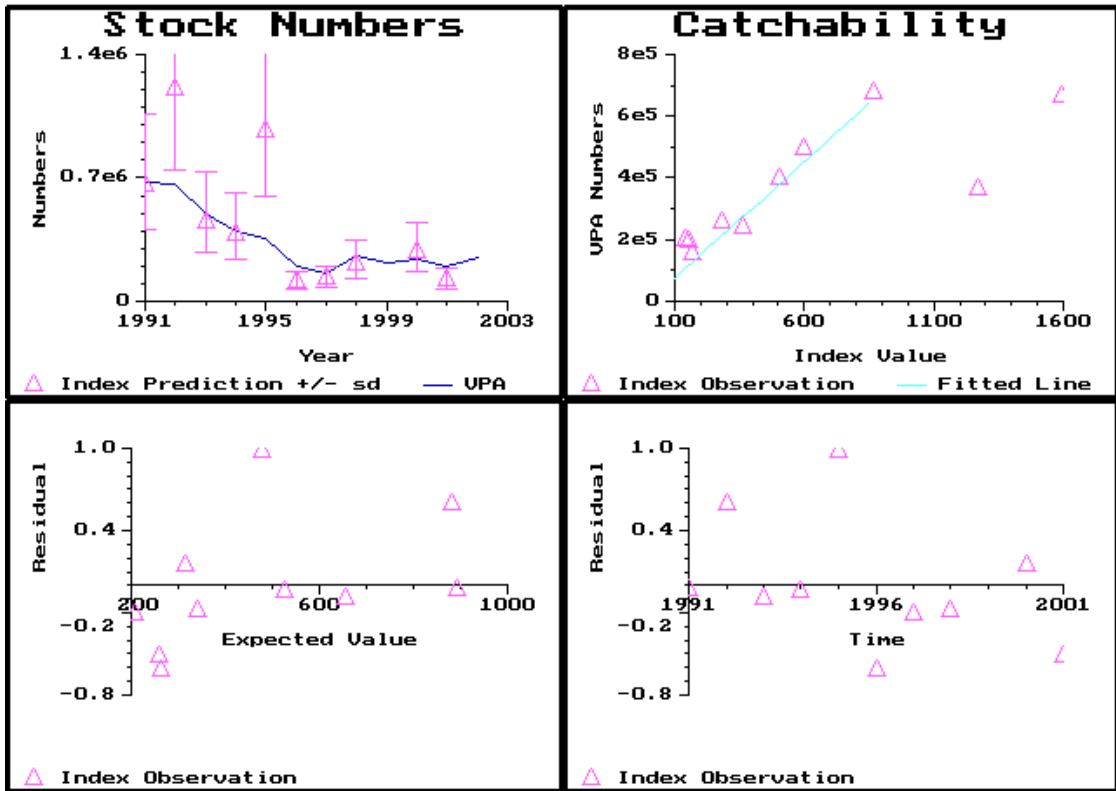 Stock Numbers
1.4e6
0.7e6
0
Numbers
1991 1995 1999 2003
Year
Index Prediction +/- sd VPA
Catchability
8e5
6e5
4e5
2e5
0
VPA Numbers
100 600 1100 1600
Index Value
Index Observation Fitted Line
1.0
0.4
-0.2
-0.8
Residual
200 600 1000
Expected Value
Index Observation
1.0
0.4
-0.2
-0.8
Residual
1991 1996 2001
Time
Index Observation